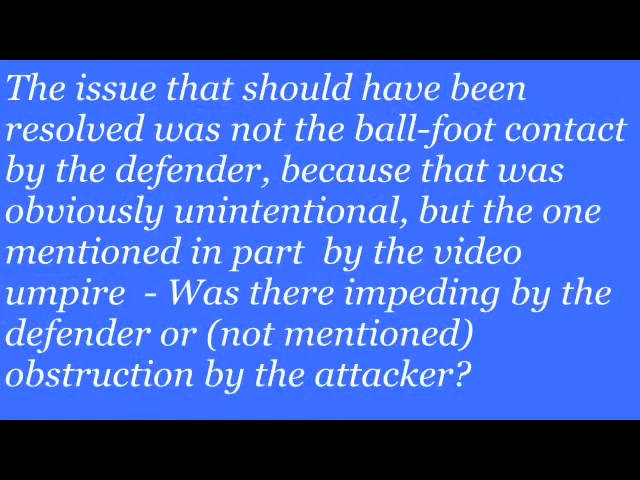 The issue that should have been
resolved was not the ball-foot contact
by the defender, because that was
obviously unintentional, but the one
mentioned in part  by the video
umpire  - Was there impeding by the
defender or (not mentioned)
obstruction by the attacker?